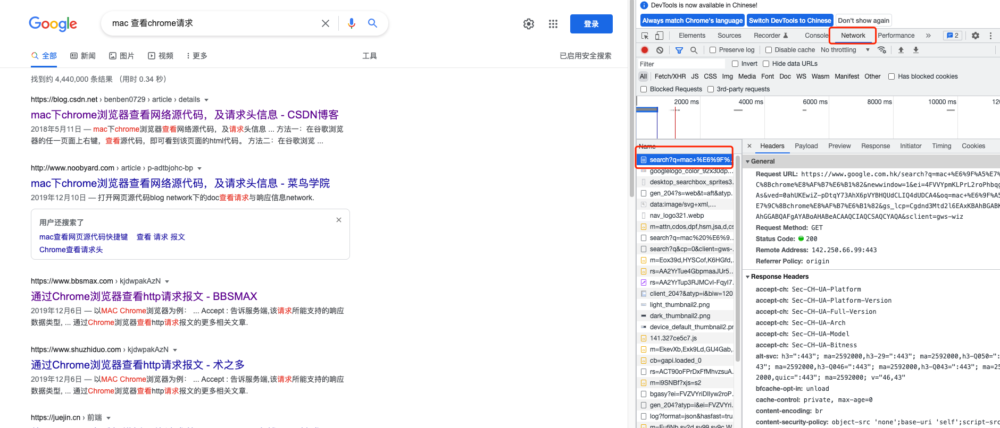 Google
mac 查看chrome请求
登录
全部 新闻 图片 视频 更多 工具 已启用安全搜索
找到约 4,440,000 条结果 （用时 0.34 秒）
https://blog.csdn.net › benben0729 › article › details
mac下chrome浏览器查看网络源代码，及请求头信息 - CSDN博客
2018年5月11日 — mac下chrome浏览器查看网络源代码，及请求头信息 ... 方法一：在谷歌浏览
器的任一页面上右键，查看源代码，即可看到该页面的html代码。 方法二：在谷歌浏览 ...
http://www.noobyard.com › article › p-adtbjohc-bp
mac下chrome浏览器查看网络源代码，及请求头信息 - 菜鸟学院
2019年12月10日 — 打开网页源代码blog network下的doc查看请求与响应信息network.
用户还搜索了
mac查看网页源代码快捷键 查看 请求 报文
Chrome查看请求头
https://www.bbsmax.com › kjdwpakAzN
通过Chrome浏览器查看http请求报文 - BBSMAX
2019年12月6日 — 以MAC Chrome浏览器为例： ... Accept : 告诉服务端,该请求所能支持的响应
数据类型, ... 通过Chrome浏览器查看http请求报文的更多相关文章.
https://www.shuzhiduo.com › kjdwpakAzN
通过Chrome浏览器查看http请求报文 - 术之多
2019年12月6日 — 以MAC Chrome浏览器为例： ... Accept : 告诉服务端,该请求所能支持的响应
数据类型, ... 通过Chrome浏览器查看http请求报文的更多相关文章.
https://juejin.cn › 前端
DevTools is now available in Chinese!
Always match Chrome's language Switch DevTools to Chinese Don't show again
Elements Sources Recorder Console Network Performance » 2
Preserve log Disable cache No throttling
Filter Invert Hide data URLs
All Fetch/XHR JS CSS Img Media Font Doc WS Wasm Manifest Other Has blocked cookies
Blocked Requests 3rd-party requests
2000 ms 4000 ms 6000 ms 8000 ms 10000 ms
Name
search?q=mac+%E6%9F%...
googlelogo_color_92x30dp...
desktop_searchbox_sprites3...
gen_204?s=web&t=aft&atyp...
data:image/svg+xml,...
nav_logo321.webp
m=attn,cdos,dpf,hsm,jsa,d,cs
search?q=mac%20%E6%9...
search?q&cp=0&client=gws-...
m=Eox39d,HYSCof,K6HGfd,...
rs=AA2YrTue4GbpmaaJUr5...
rs=AA2YrTup3RJMCvl-FqyI7...
client_204?&atyp=i&biw=120
light_thumbnail2.png
dark_thumbnail2.png
device_default_thumbnail2.pn
141.327ce5c7.js
m=EkevXb,Exk9Ld,GU4Gab,...
cb=gapi.loaded_0
rs=ACT90oFPrDxFfMhvzsuA...
m=i9SNBf?xjs=s2
bgasy?ei=FVZVYriDIIyw2roP...
gen_204?atyp=i&ei=FVZVYri...
log?format=json&hasfast=tru
× Headers Payload Preview Response Initiator Timing Cookies
General
Request URL: https://www.google.com.hk/search?q=mac+%E6%9F%A5%E7%
C%8Bchrome%E8%AF%B7%E6%B1%82&newwindow=1&ei=4FVVYpmKLPrL2roPhbqg
As&ved=0ahUKEwiZ-pDtqY73AhX6pVYBHQUdCLIQ4dUDCA4&oq=mac+%E6%9F%A5
E7%9C%8Bchrome%E8%AF%B7%E6%B1%82&gs_lcp=Cgdnd3Mtd2l6EAxKBAhBGABK
AhGGABQAFgAYABoAHABeACAAQCIAQCSAQCYAQA&sclient=gws-wiz
Request Method: GET
Status Code: 200
Remote Address: 142.250.66.99:443
Referrer Policy: origin
Response Headers
accept-ch: Sec-CH-UA-Platform
accept-ch: Sec-CH-UA-Platform-Version
accept-ch: Sec-CH-UA-Full-Version
accept-ch: Sec-CH-UA-Arch
accept-ch: Sec-CH-UA-Model
accept-ch: Sec-CH-UA-Bitness
alt-svc: h3=":443"; ma=2592000,h3-29=":443"; ma=2592000,h3-Q050=":
43"; ma=2592000,h3-Q046=":443"; ma=2592000,h3-Q043=":443"; ma=25
2000,quic=":443"; ma=2592000; v="46,43"
bfcache-opt-in: unload
cache-control: private, max-age=0
content-encoding: br
content-security-policy: object-src 'none';base-uri 'self';script-src